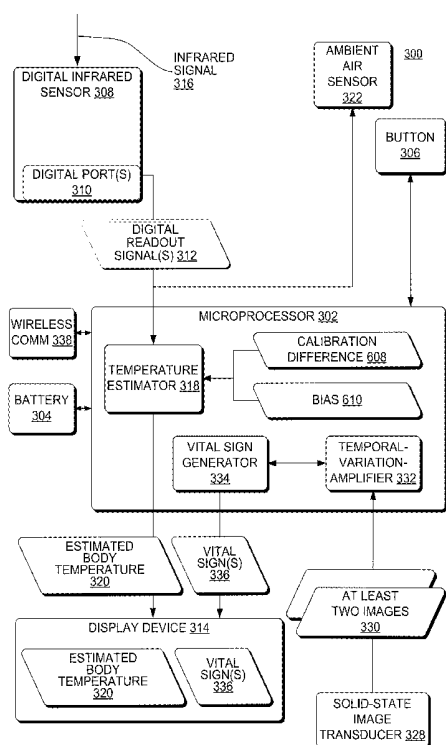 INFRARED
SIGNAL
316
DIGITAL INFRARED
SENSOR 308
DIGITAL PORT(S)
310
DIGITAL
READOUT
SIGNAL(S) 312
AMBIENT
AIR
SENSOR
322
300
BUTTON
306
MICROPROCESSOR 302
WIRELESS
COMM 338
BATTERY
304
TEMPERATURE
ESTIMATOR 318
CALIBRATION
DIFFERENCE 608
BIAS 610
VITAL SIGN
GENERATOR
334
TEMPORAL-
VARIATION-
AMPLIFIER 332
ESTIMATED
BODY
TEMPERATURE
320
VITAL
SIGN(S)
336
AT LEAST
TWO IMAGES
330
DISPLAY DEVICE 314
ESTIMATED
BODY
TEMPERATURE
320
VITAL
SIGN(S)
336
SOLID-STATE
IMAGE
TRANSDUCER 328